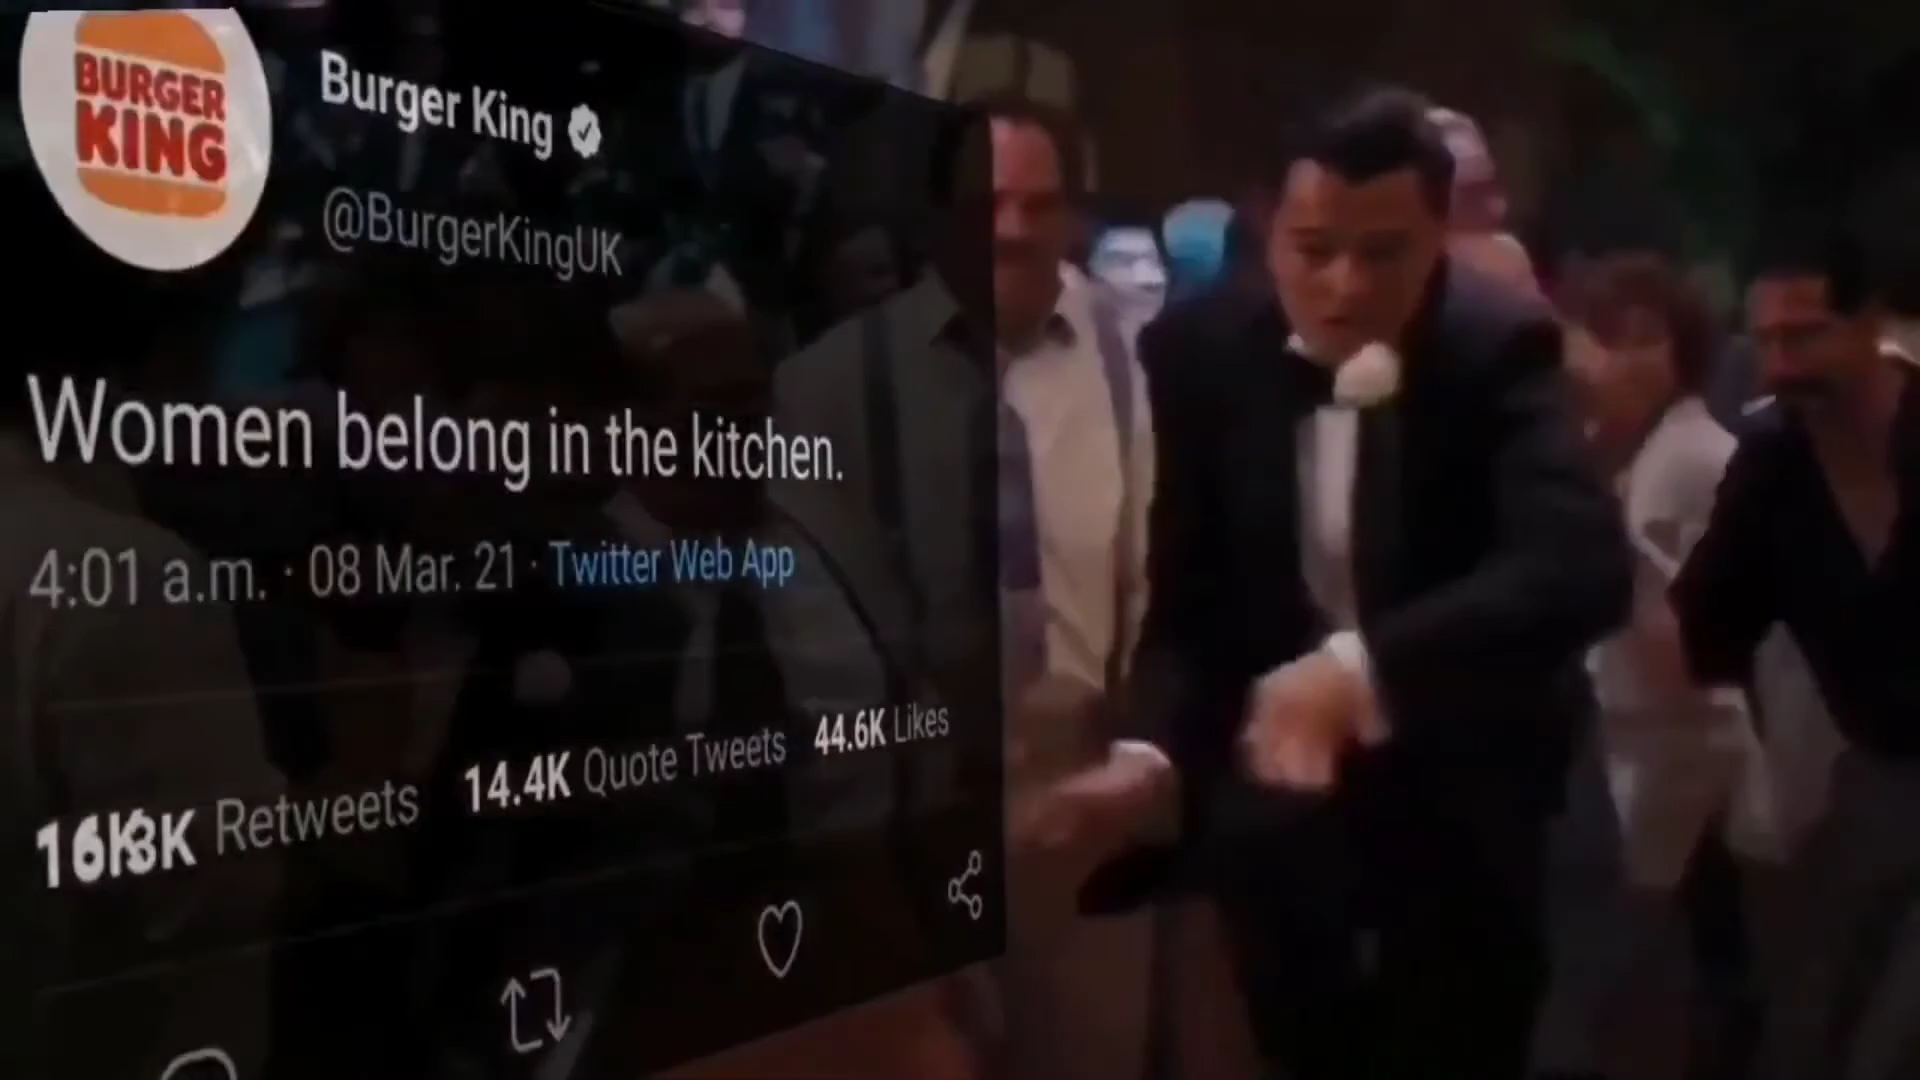 BURGER
KING
Burger King
@BurgerKingUK
Women belong in the kitchen.
4:01 a.m. · 08 Mar. 21 · Twitter Web App
Retweets 14.4K Quote Tweets 44.6K Likes